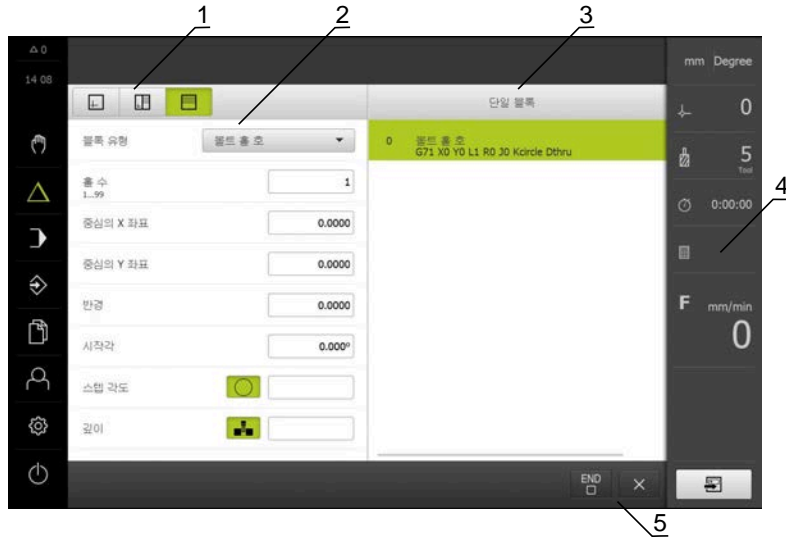 1
2
3
0
14 08
mm Degree
단일 블록
0
블록 유형
볼트 홀 호
0 볼트 홀 호
G71 X0 Y0 L1 R0 J0 Kcircle Dthru
5
Tool
홀 수
1...99
1
4
중심의 X 좌표
0.0000
0:00:00
중심의 Y 좌표
0.0000
반경
0.0000
F mm/min
0
시작각
0.000°
스텝 각도
깊이
END
5